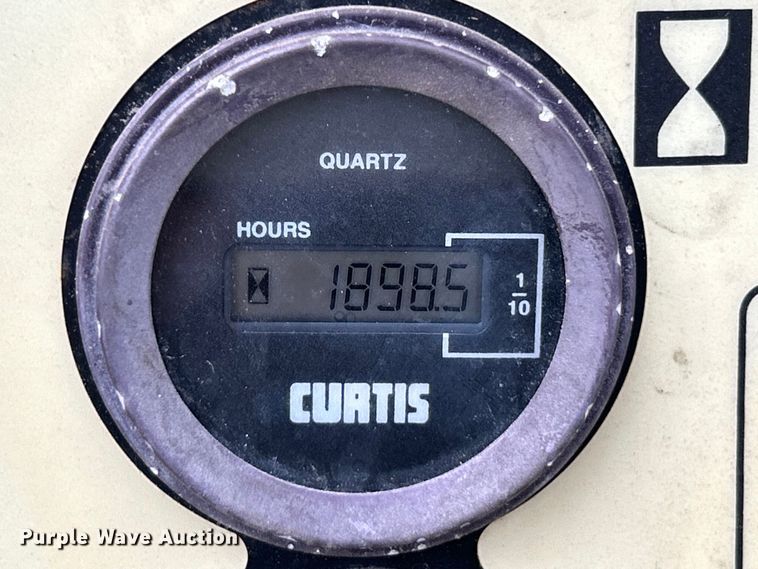 QUARTZ
HOURS
1898.5
1
10
CURTIS
Purple Wave Auction